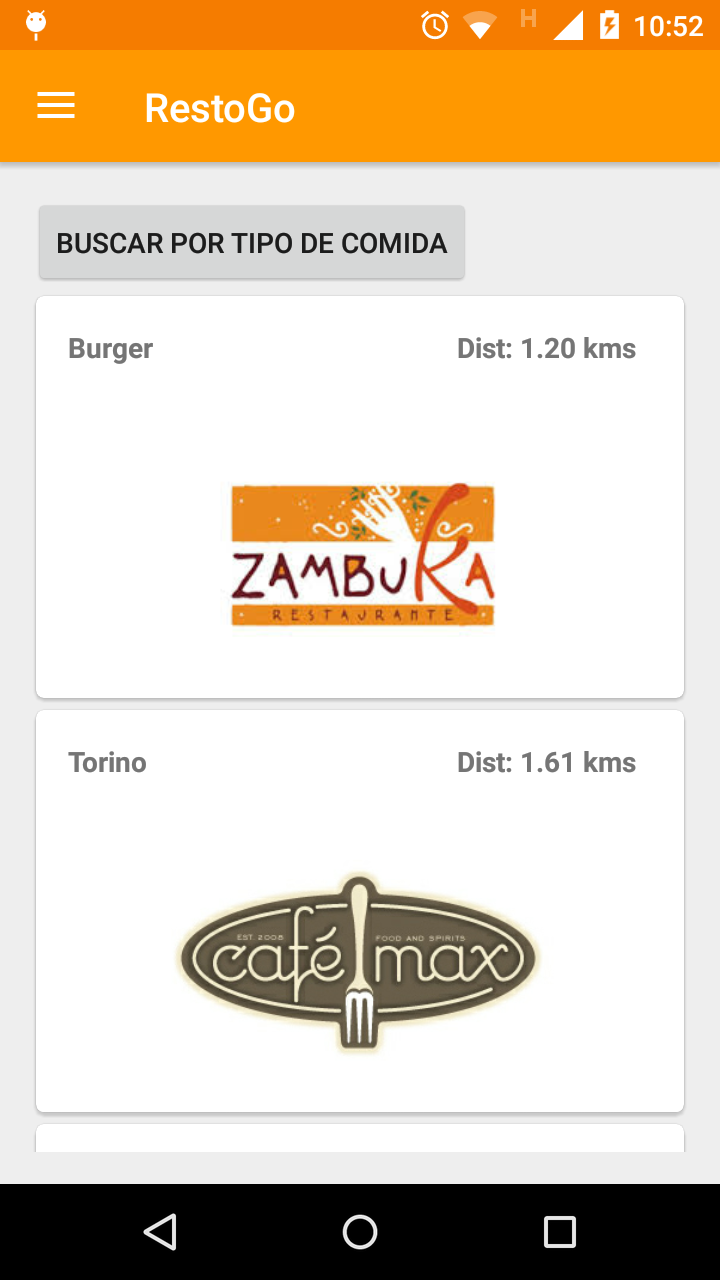 H
10:52
RestoGo
BUSCAR POR TIPO DE COMIDA
Burger
Dist: 1.20 kms
ZAMBUKA
RESTAURANTE
Torino
Dist: 1.61 kms
EST. 2008
FOOD AND SPIRITS
café max